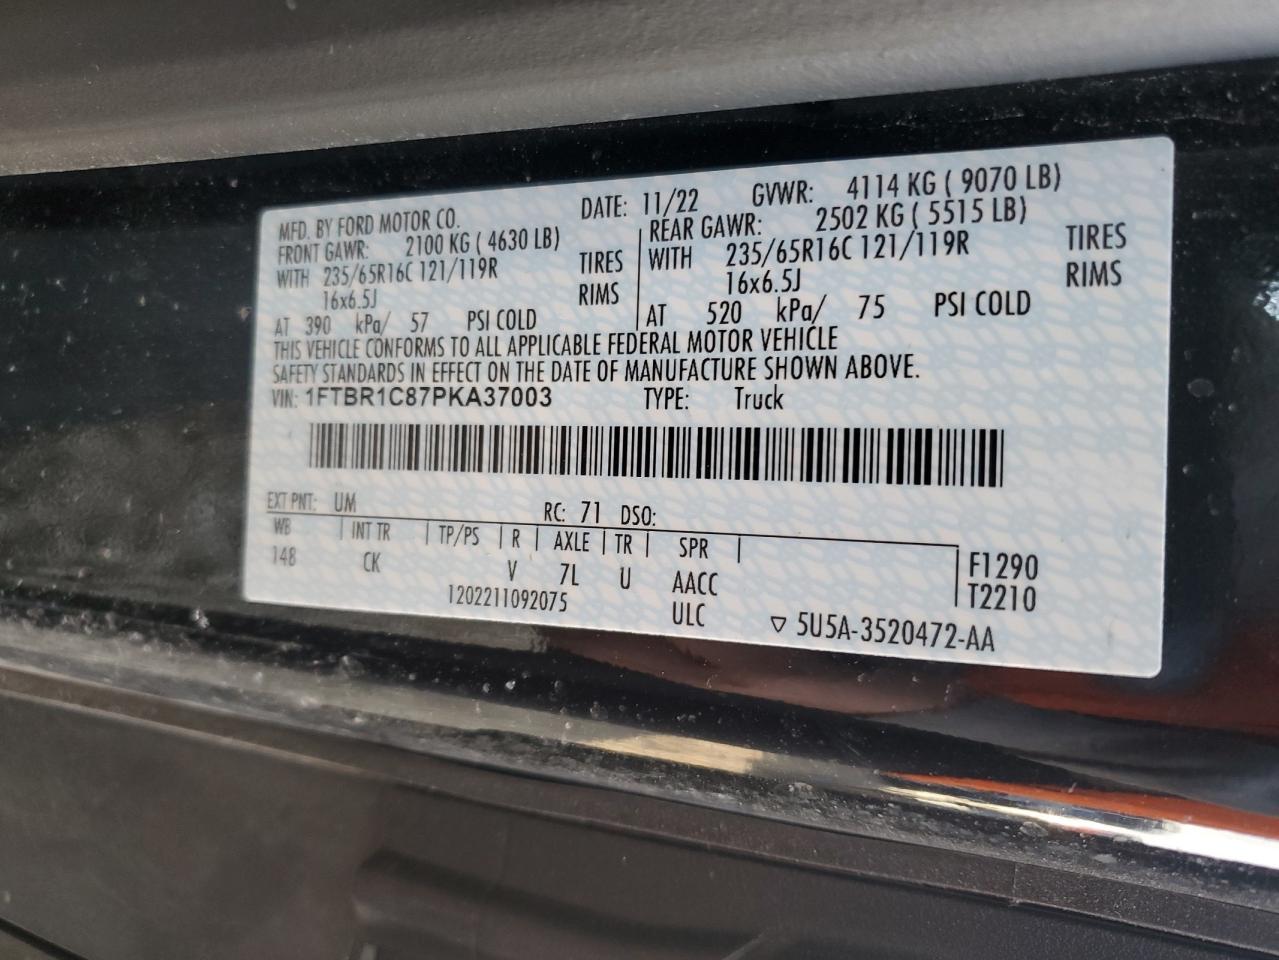 MFD. BY FORD MOTOR CO.
DATE: 11/22 GVWR: 4114 KG ( 9070 LB)
FRONT GAWR: 2100 KG ( 4630 LB)
WITH 235/65R16C 121/119R TIRES
16x6.5J RIMS
AT 390 kPa/ 57 PSI COLD
REAR GAWR: 2502 KG ( 5515 LB)
WITH 235/65R16C 121/119R TIRES
16x6.5J RIMS
AT 520 kPa/ 75 PSI COLD
THIS VEHICLE CONFORMS TO ALL APPLICABLE FEDERAL MOTOR VEHICLE
SAFETY STANDARDS IN EFFECT ON THE DATE OF MANUFACTURE SHOWN ABOVE.
VIN: 1FTBR1C87PKA37003 TYPE: Truck
EXT PNT: UM RC: 71 DSO:
WB | INT TR | TP/PS | R | AXLE | TR | SPR |
148 CK V 7L U AACC
1202211092075 ULC
F1290
T2210
▽ 5U5A-3520472-AA